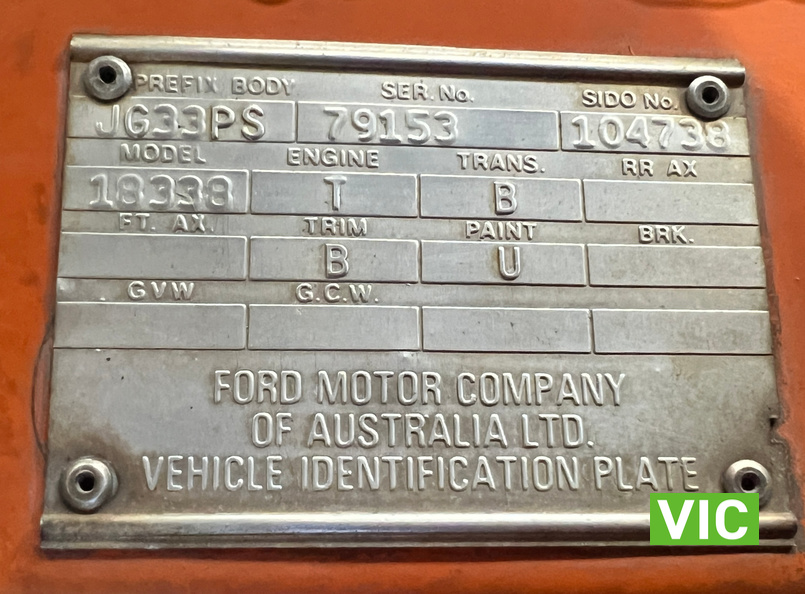 PREFIX BODY SER. No. SIDO No.
JG33PS 79153 104738
MODEL ENGINE TRANS. RR AX
18338 T B
FT. AX. TRIM PAINT BRK.
B U
GVW G.C.W.
FORD MOTOR COMPANY
OF AUSTRALIA LTD.
VEHICLE IDENTIFICATION PLATE
VIC